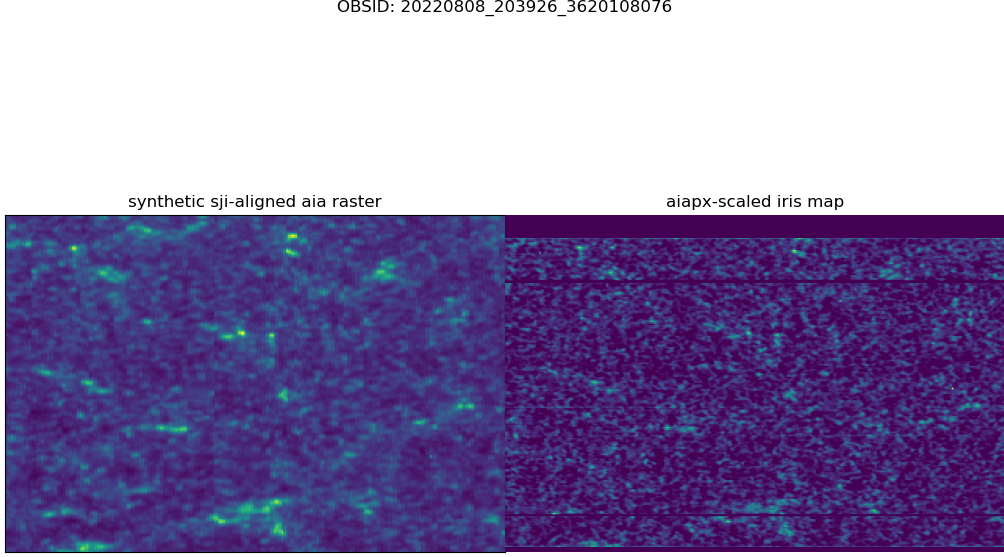 OBSID: 20220808_203926_3620108076
synthetic sji-aligned aia raster
aiapx-scaled iris map